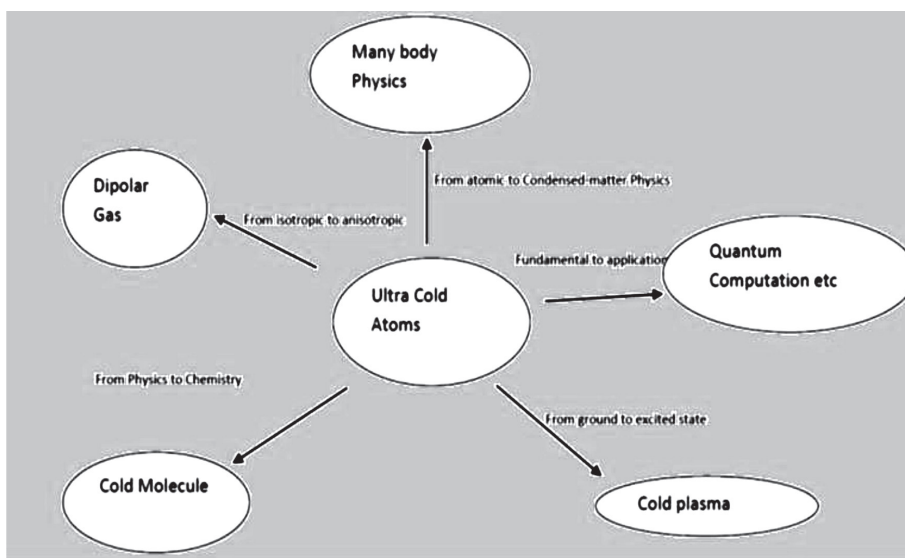 Many body
Physics
From atomic to Condensed-matter Physics
Dipolar
Gas
From isotropic to anisotropic
Quantum
Computation etc
Fundamental to application
Ultra Cold
Atoms
From Physics to Chemistry
From ground to excited state
Cold Molecule
Cold plasma